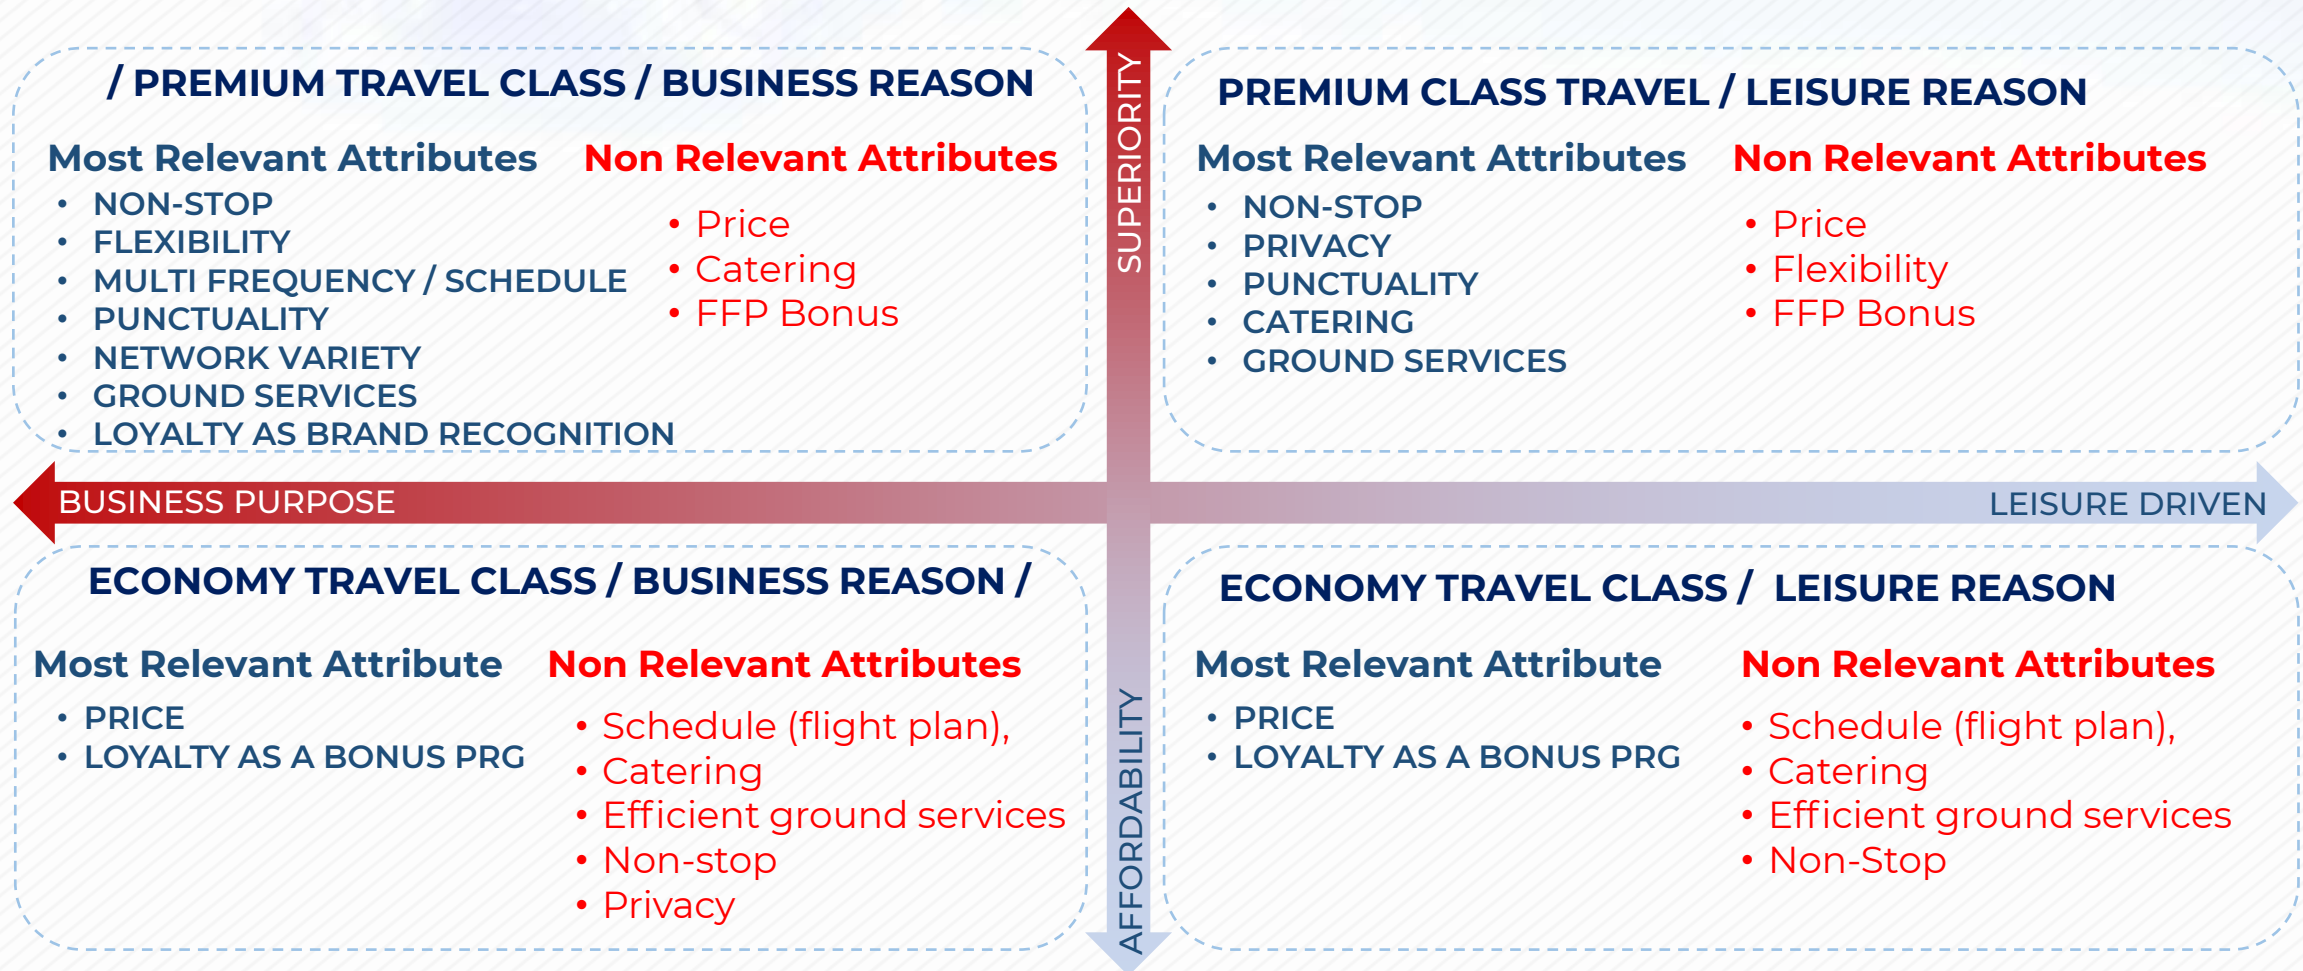 / PREMIUM TRAVEL CLASS / BUSINESS REASON
Most Relevant Attributes
• NON-STOP
• FLEXIBILITY
• MULTI FREQUENCY / SCHEDULE
• PUNCTUALITY
• NETWORK VARIETY
• GROUND SERVICES
• LOYALTY AS BRAND RECOGNITION
Non Relevant Attributes
• Price
• Catering
• FFP Bonus
SUPERIORITY
PREMIUM CLASS TRAVEL / LEISURE REASON
Most Relevant Attributes
• NON-STOP
• PRIVACY
• PUNCTUALITY
• CATERING
• GROUND SERVICES
Non Relevant Attributes
• Price
• Flexibility
• FFP Bonus
BUSINESS PURPOSE
LEISURE DRIVEN
ECONOMY TRAVEL CLASS / BUSINESS REASON /
Most Relevant Attribute
• PRICE
• LOYALTY AS A BONUS PRG
Non Relevant Attributes
• Schedule (flight plan),
• Catering
• Efficient ground services
• Non-stop
• Privacy
AFFORDABILITY
ECONOMY TRAVEL CLASS / LEISURE REASON
Most Relevant Attribute
• PRICE
• LOYALTY AS A BONUS PRG
Non Relevant Attributes
• Schedule (flight plan),
• Catering
• Efficient ground services
• Non-Stop